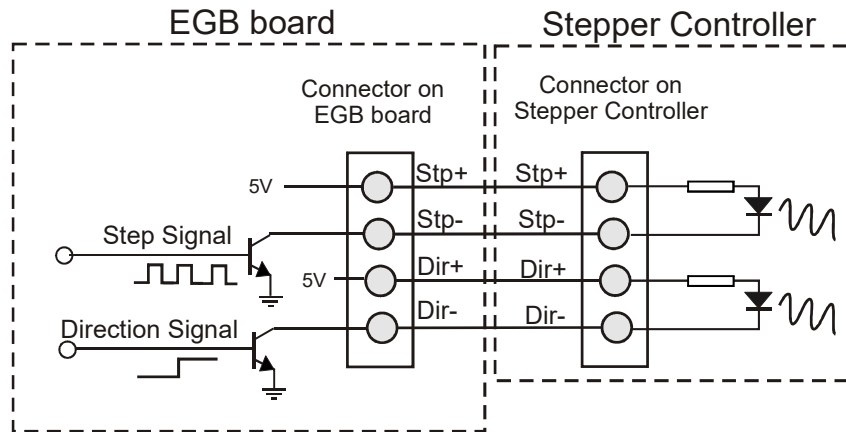 EGB board
Stepper Controller
Connector on
EGB board
Connector on
Stepper Controller
5V
Stp+
Stp+
Step Signal
Stp-
Stp-
5V
Dir+
Dir+
Direction Signal
Dir-
Dir-